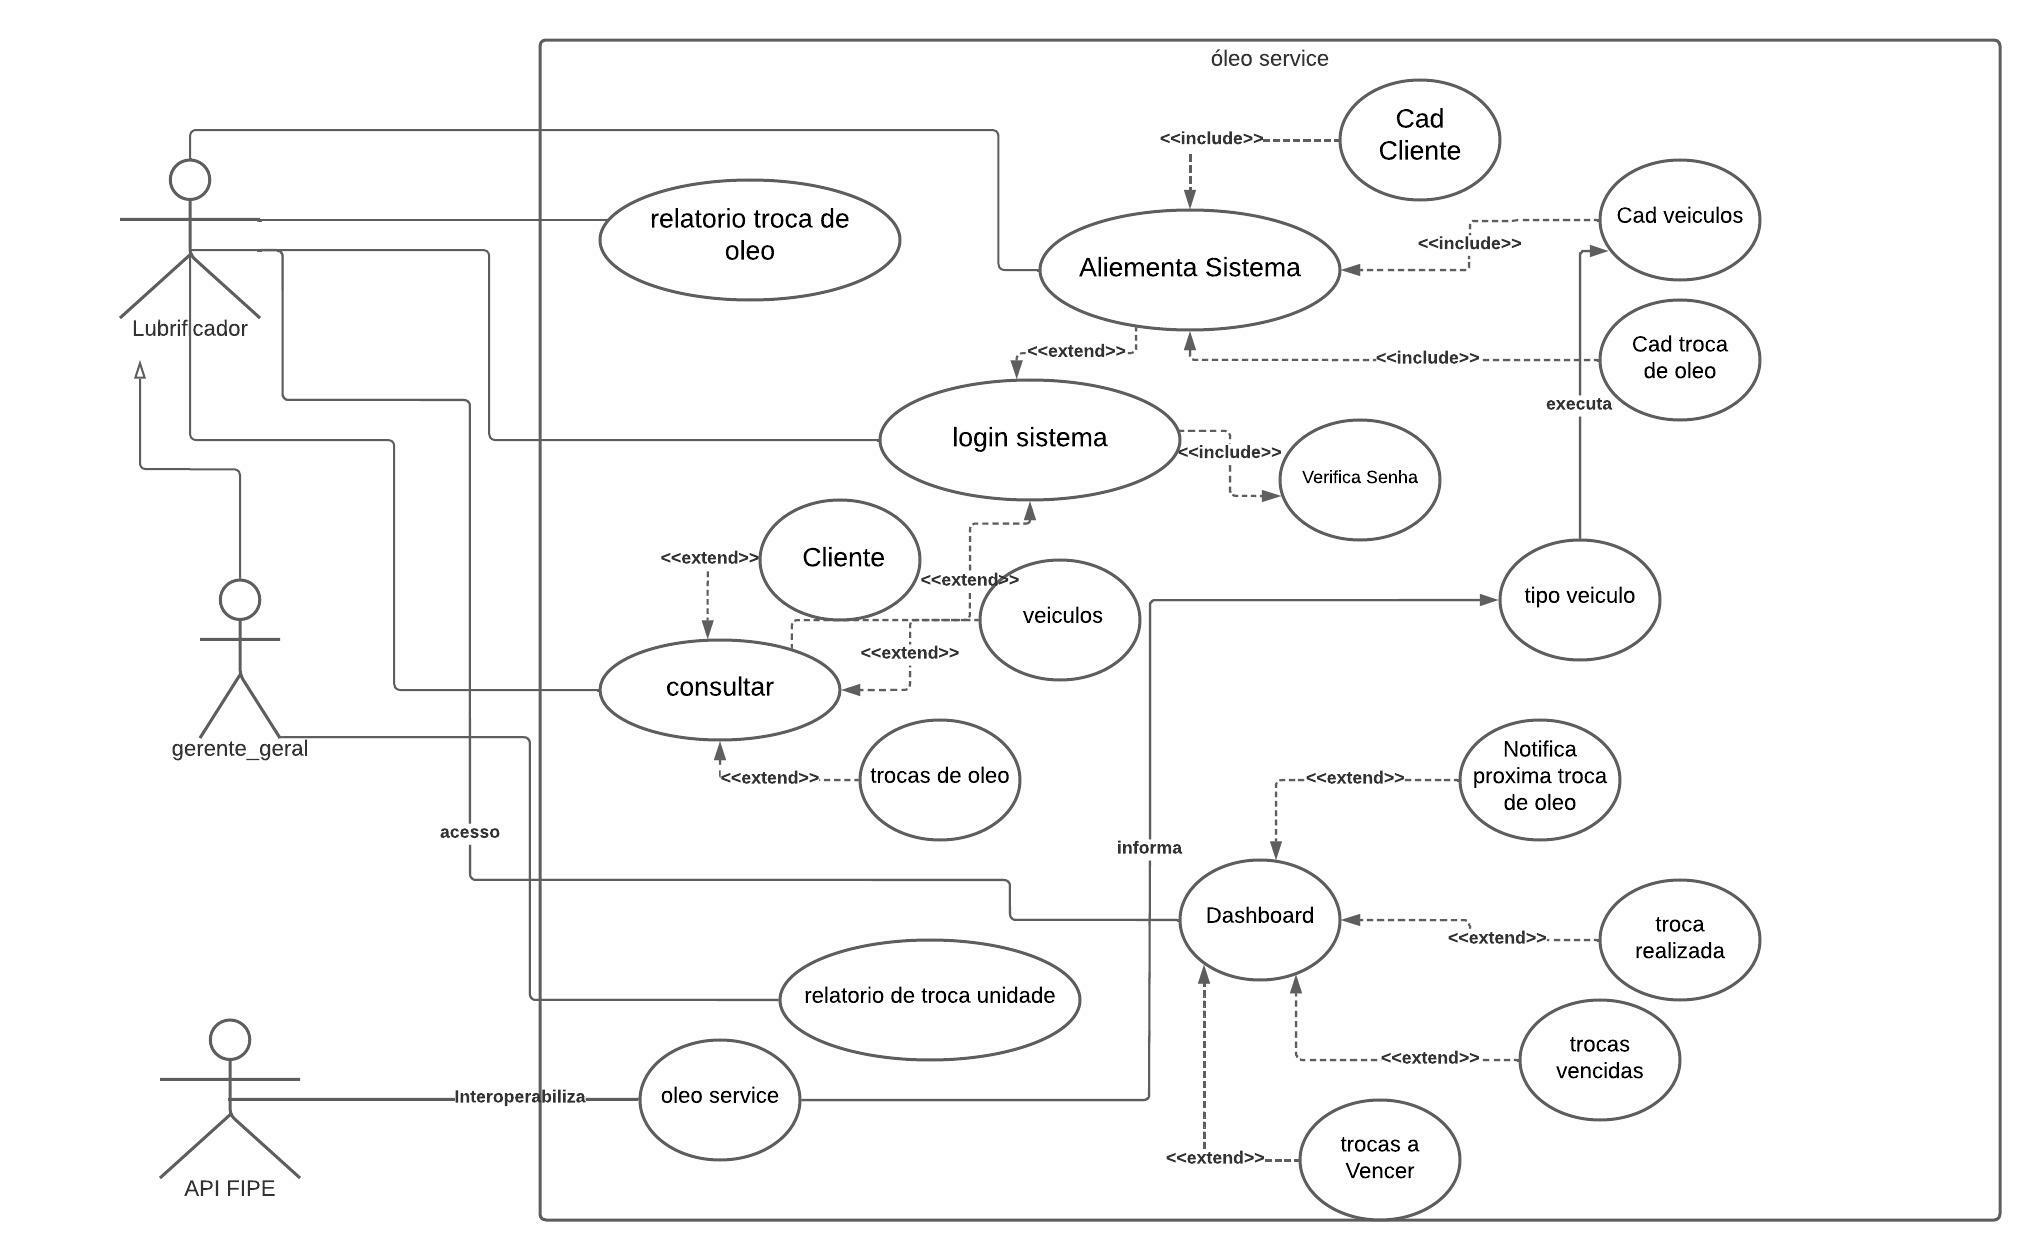 óleo service
Cad
Cliente
<<include>>
relatorio troca de
oleo
Cad veiculos
<<include>>
Aliementa Sistema
Lubrificador
<<extend>>
<<include>>
Cad troca
de oleo
executa
login sistema
<<include>>
Verifica Senha
<<extend>>
Cliente
<<extend>>
veiculos
tipo veiculo
<<extend>>
consultar
gerente_geral
<<extend>>
trocas de oleo
<<extend>>
Notifica
proxima troca
de oleo
acesso
informa
Dashboard
<<extend>>
troca
realizada
relatorio de troca unidade
<<extend>>
trocas
vencidas
Interoperabiliza
oleo service
<<extend>>
trocas a
Vencer
API FIPE